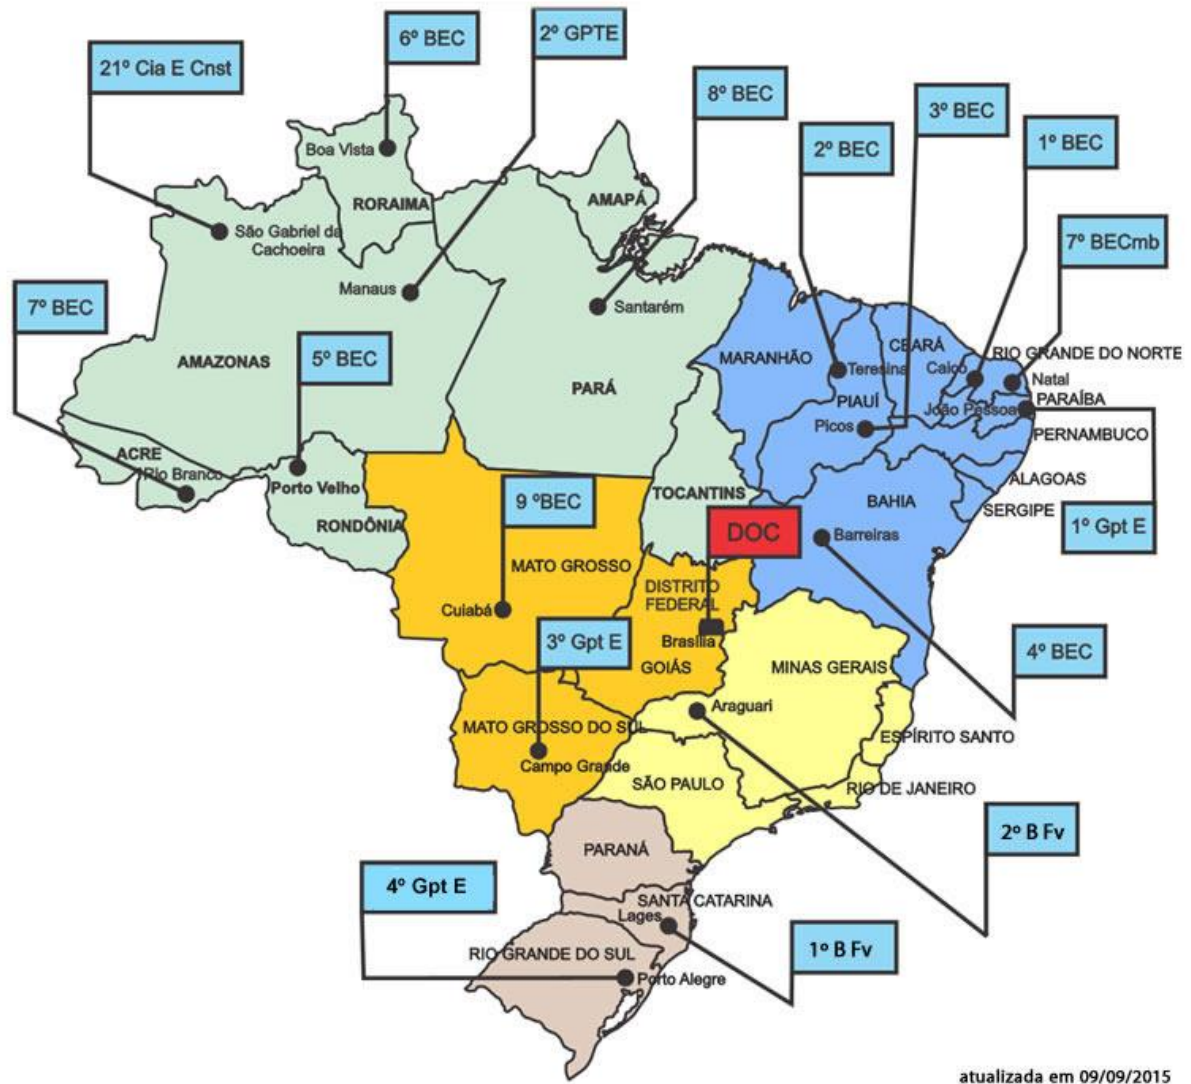 6º BEC
2º GPTE
21º Cia E Cnst
8º BEC
3º BEC
1º BEC
2º BEC
Boa Vista
RORAIMA
AMAPÁ
São Gabriel da
Cachoeira
7º BECmb
Manaus
Santarém
7º BEC
5º BEC
AMAZONAS
PARÁ
MARANHÃO
CEARÁ
RIO GRANDE DO NORTE
Teresina
Caicó
Natal
PIAUÍ
João Pessoa
PARAÍBA
Picos
PERNAMBUCO
ACRE
Rio Branco
Porto Velho
RONDÔNIA
TOCANTINS
BAHIA
ALAGOAS
SERGIPE
9 ºBEC
DOC
Barreiras
1º Gpt E
MATO GROSSO
DISTRITO
FEDERAL
Cuiabá
Brasília
3º Gpt E
GOIÁS
MINAS GERAIS
4º BEC
Araguari
MATO GROSSO DO SUL
ESPÍRITO SANTO
Campo Grande
SÃO PAULO
RIO DE JANEIRO
2º B Fv
PARANÁ
4º Gpt E
SANTA CATARINA
Lages
1º B Fv
RIO GRANDE DO SUL
Porto Alegre
atualizada em 09/09/2015